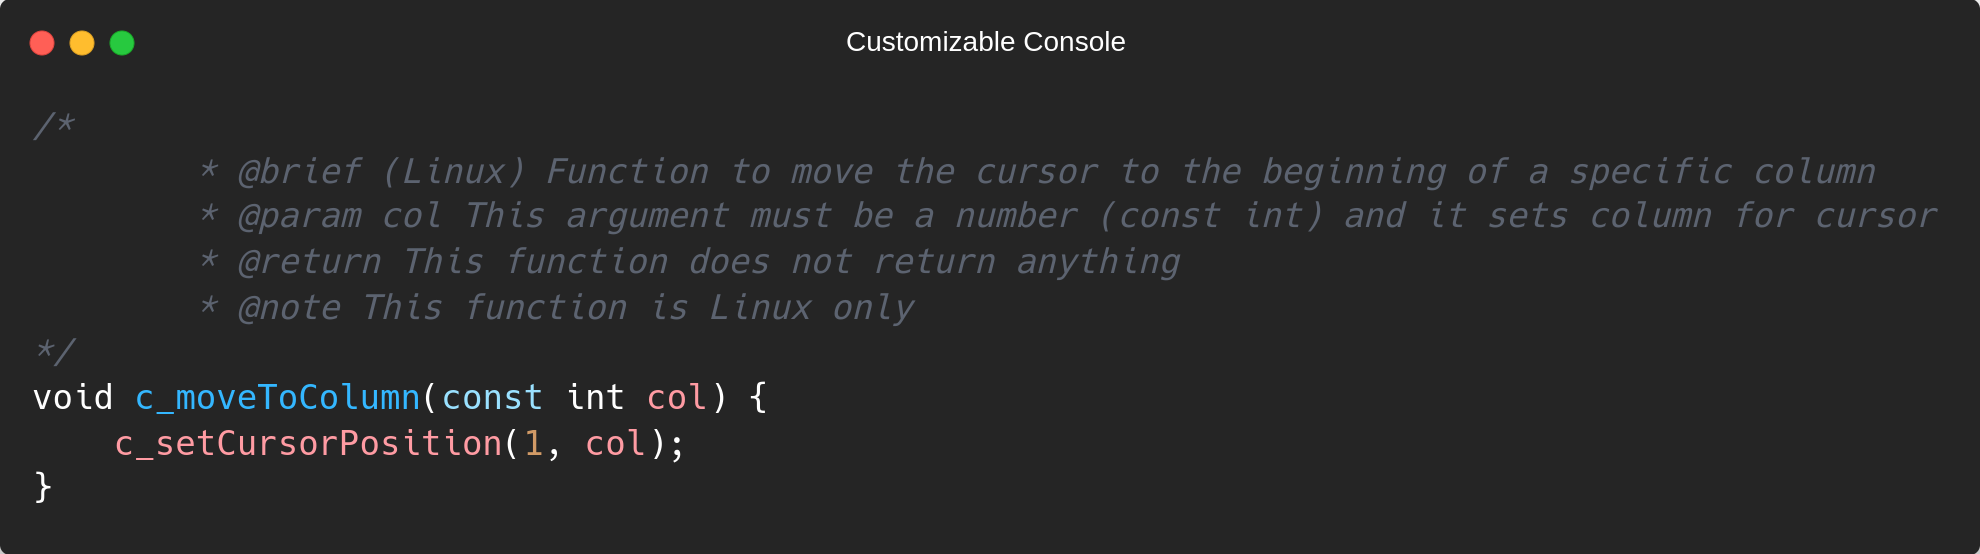 Customizable Console
/*
        * @brief (Linux) Function to move the cursor to the beginning of a specific column
        * @param col This argument must be a number (const int) and it sets column for cursor
        * @return This function does not return anything
        * @note This function is Linux only
*/
void c_moveToColumn(const int col) {
    c_setCursorPosition(1, col);
}